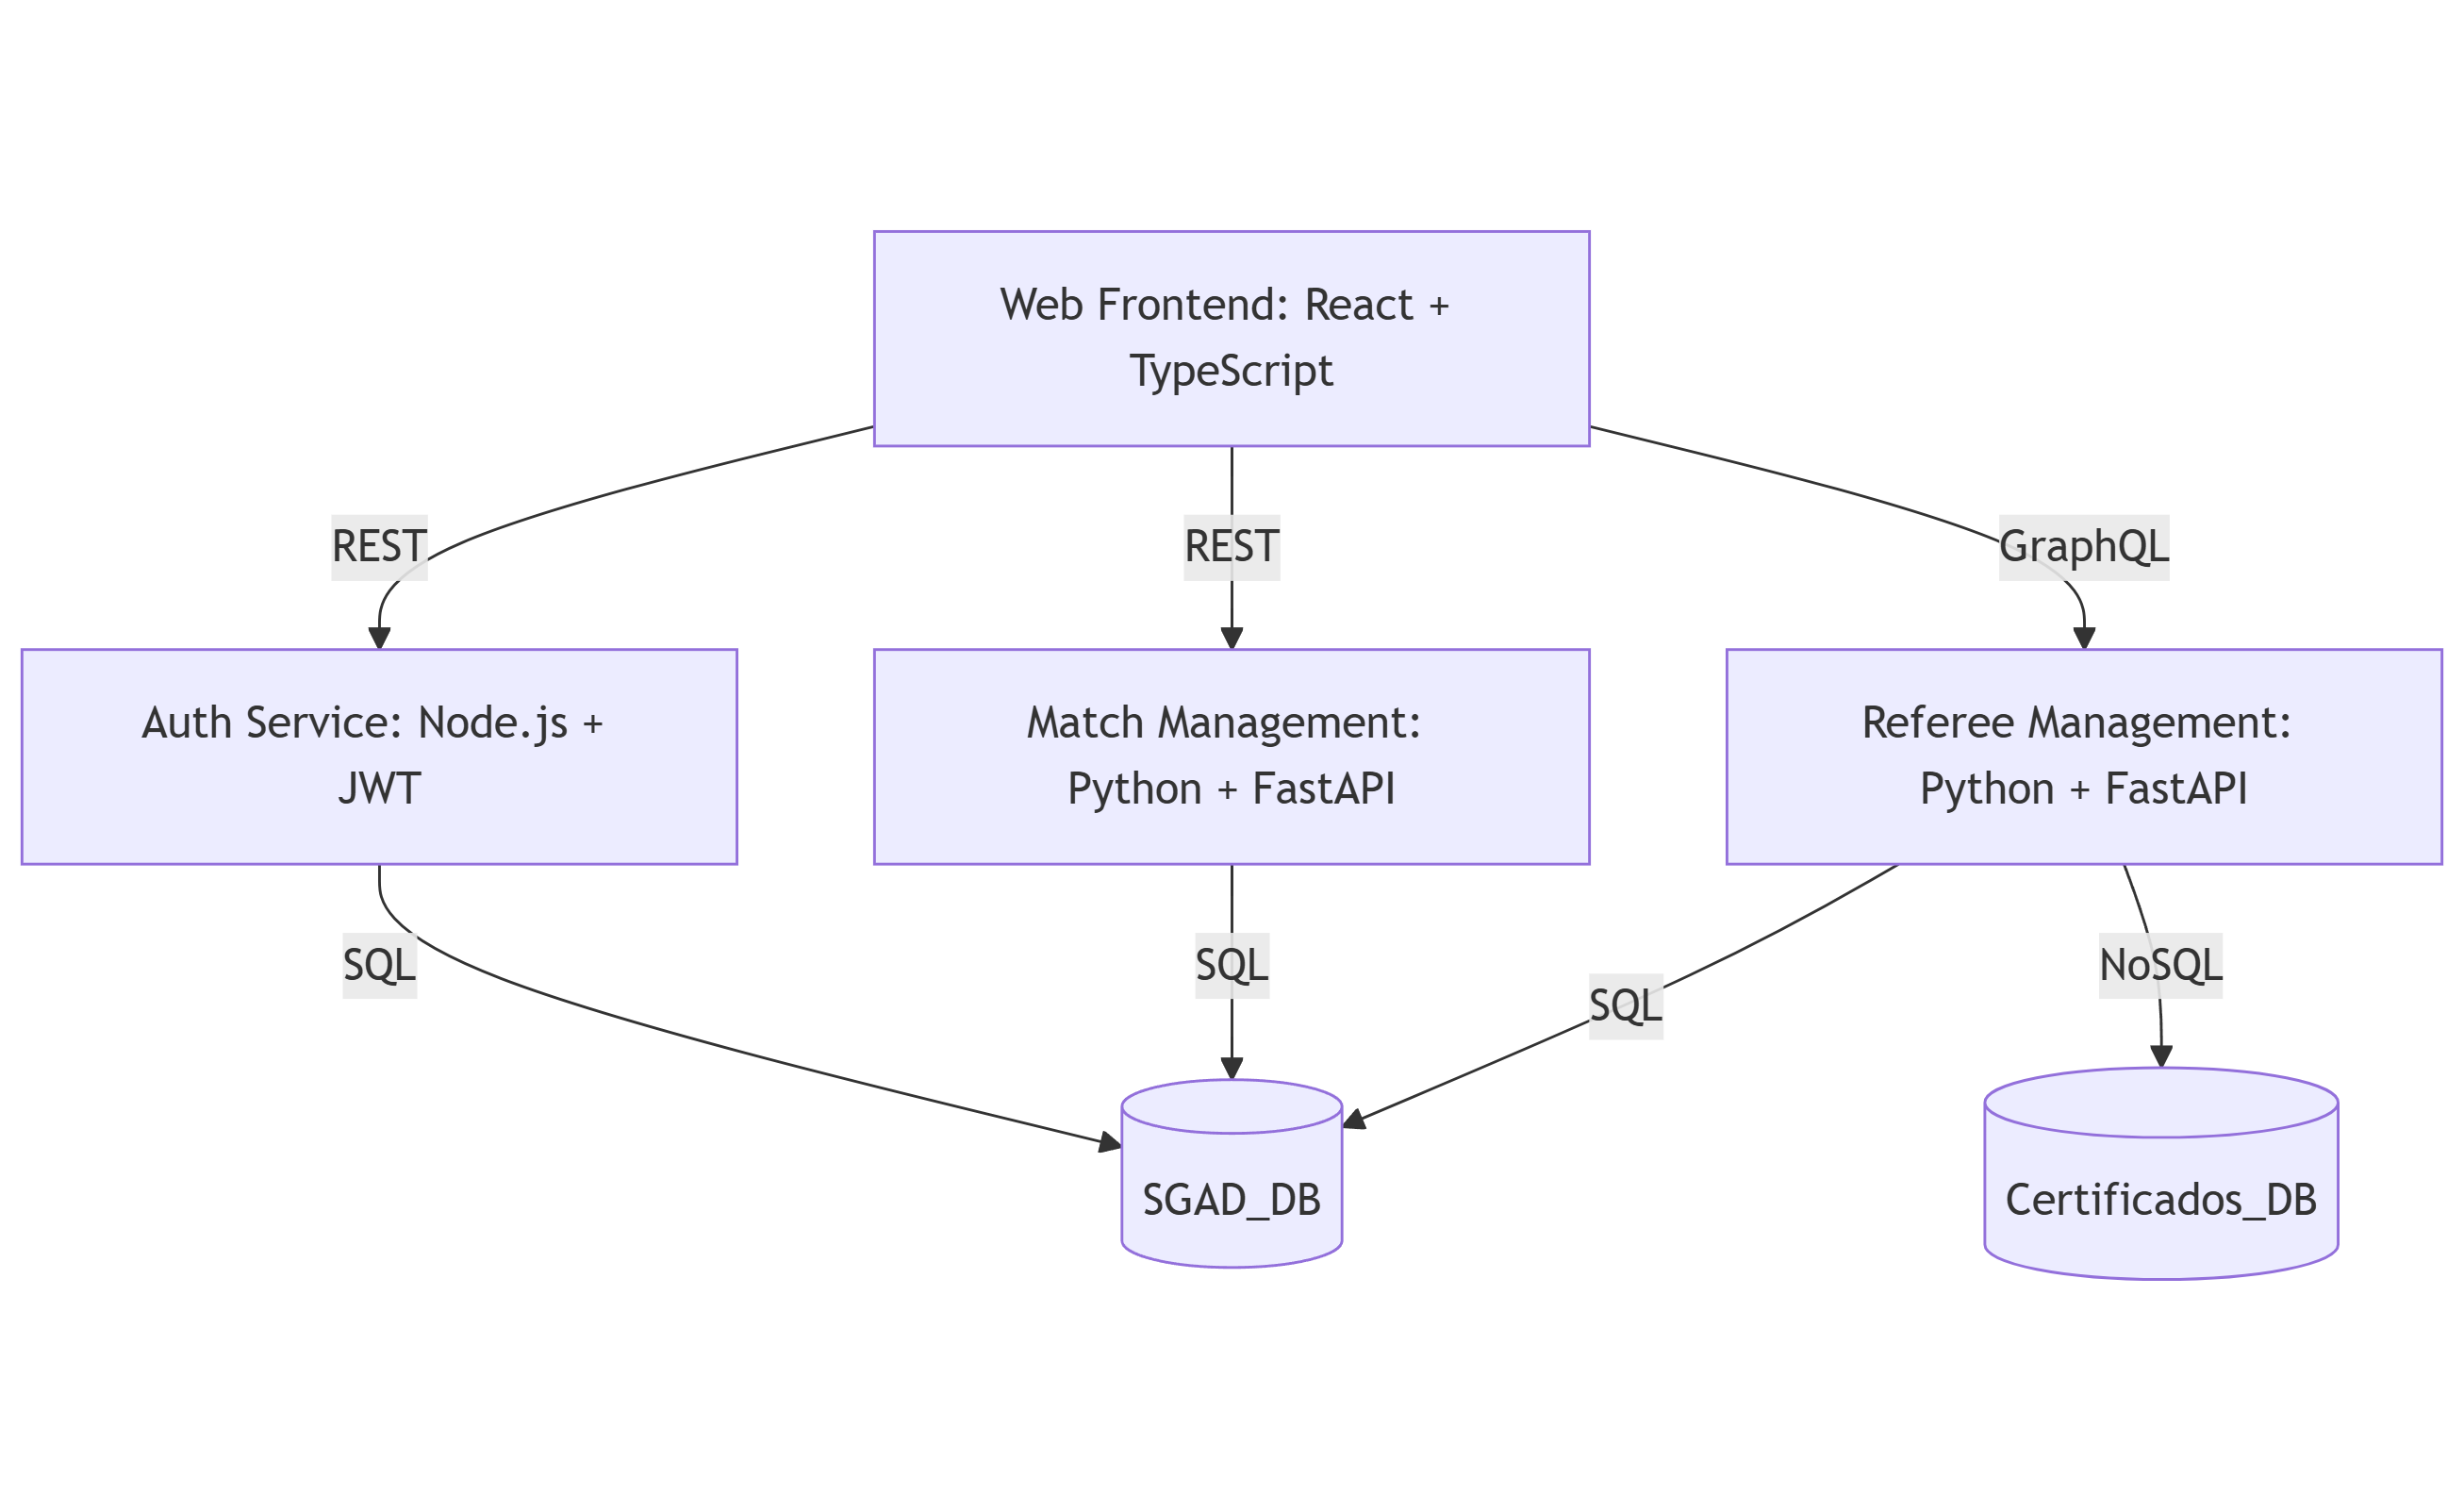 Web Frontend: React +
TypeScript
REST
REST
GraphQL
Auth Service: Node.js +
JWT
Match Management:
Python + FastAPI
Referee Management:
Python + FastAPI
SQL
SQL
SQL
NoSQL
SGAD_DB
Certificados_DB